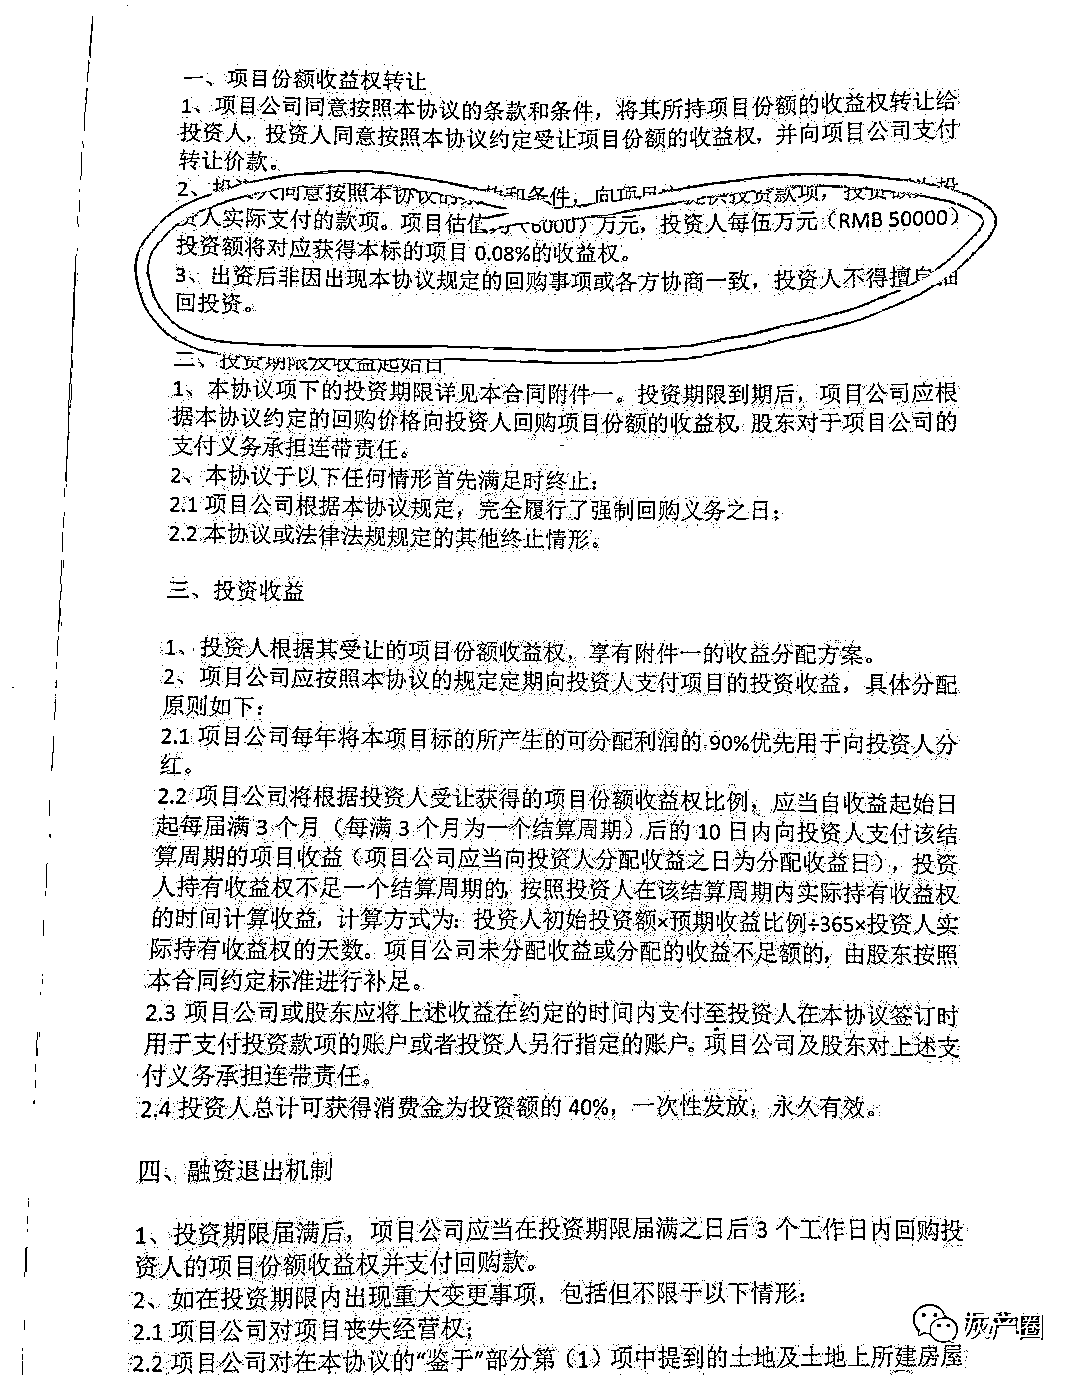 一、项目份额收益权转让
1、项目公司同意按照本协议的条款和条件，将其所持项目份额的收益权转让给
投资人，投资人同意按照本协议约定受让项目份额的收益权，并向项目公司支付
转让价款。
2、投资人同意按照本协议的条款和条件，向项目 提供投资款项，投资额为投
资人实际支付的款项。项目估值为（6000）万元，投资人每伍万元（RMB 50000）
投资额将对应获得本标的项目 0.08%的收益权。
3、出资后非因出现本协议规定的回购事项或各方协商一致，投资人不得擅自抽
回投资。
二、投资期限及收益起始日
1、本协议项下的投资期限详见本合同附件一。投资期限到期后，项目公司应根
据本协议约定的回购价格向投资人回购项目份额的收益权，股东对于项目公司的
支付义务承担连带责任。
2、本协议于以下任何情形首先满足时终止：
2.1 项目公司根据本协议规定，完全履行了强制回购义务之日；
2.2 本协议或法律法规规定的其他终止情形。
三、投资收益
1、投资人根据其受让的项目份额收益权，享有附件一的收益分配方案。
2、项目公司应按照本协议的规定定期向投资人支付项目的投资收益，具体分配
原则如下：
2.1 项目公司每年将本项目标的所产生的可分配利润的 90%优先用于向投资人分
红。
2.2 项目公司将根据投资人受让获得的项目份额收益权比例，应当自收益起始日
起每届满 3 个月（每满 3 个月为一个结算周期）后的 10 日内向投资人支付该结
算周期的项目收益（项目公司应当向投资人分配收益之日为分配收益日），投资
人持有收益权不足一个结算周期的，按照投资人在该结算周期内实际持有收益权
的时间计算收益，计算方式为：投资人初始投资额×预期收益比例÷365×投资人实
际持有收益权的天数。项目公司未分配收益或分配的收益不足额的，由股东按照
本合同约定标准进行补足。
2.3 项目公司或股东应将上述收益在约定的时间内支付至投资人在本协议签订时
用于支付投资款项的账户或者投资人另行指定的账户。项目公司及股东对上述支
付义务承担连带责任。
2.4 投资人总计可获得消费金为投资额的 40%，一次性发放，永久有效。
四、融资退出机制
1、投资期限届满后，项目公司应当在投资期限届满之日后 3 个工作日内回购投
资人的项目份额收益权并支付回购款。
2、如在投资期限内出现重大变更事项，包括但不限于以下情形：
2.1 项目公司对项目丧失经营权；
2.2 项目公司对在本协议的“鉴于”部分第（1）项中提到的土地及土地上所建房屋